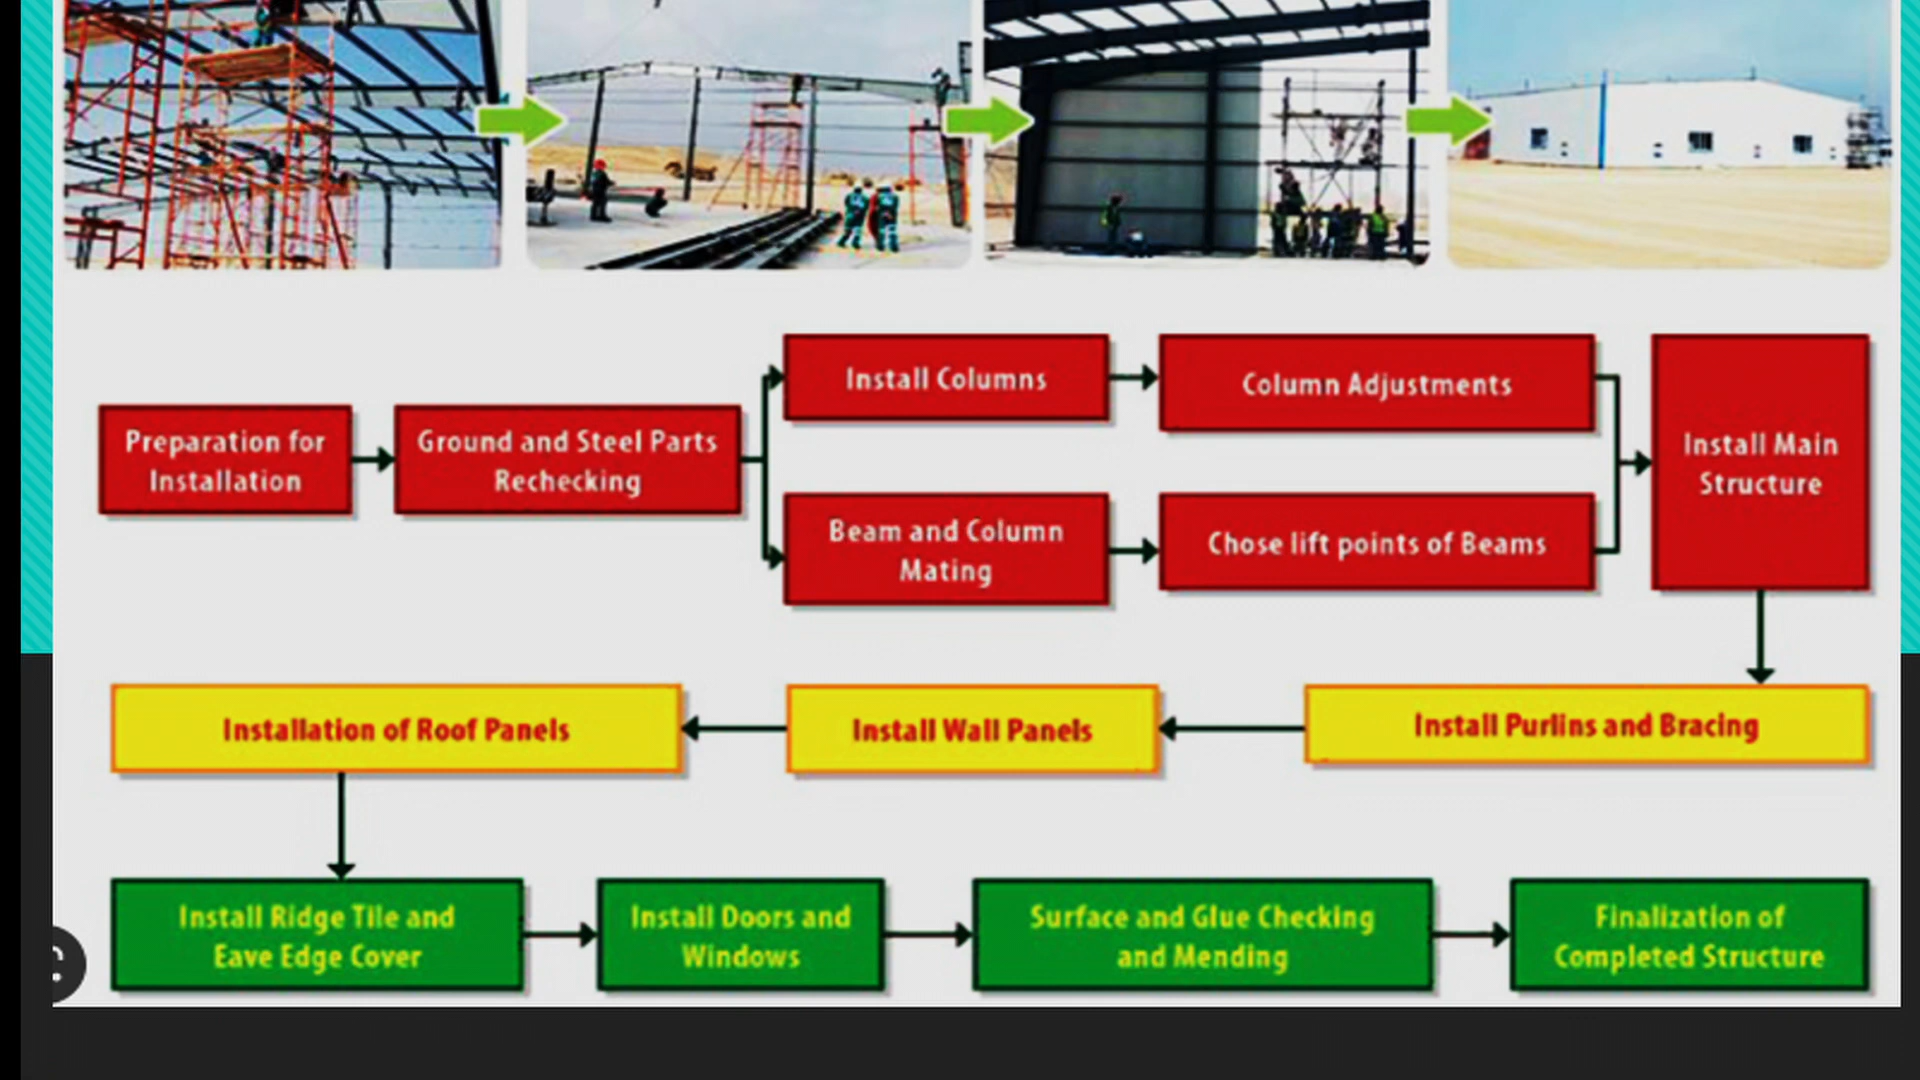 Install Columns
Column Adjustments
Preparation for
Installation
Ground and Steel Parts
Rechecking
Install Main
Structure
Beam and Column
Mating
Chose lift points of Beams
Installation of Roof Panels
Install Wall Panels
Install Purlins and Bracing
Install Ridge Tile and
Eave Edge Cover
Install Doors and
Windows
Surface and Glue Checking
and Mending
Finalization of
Completed Structure